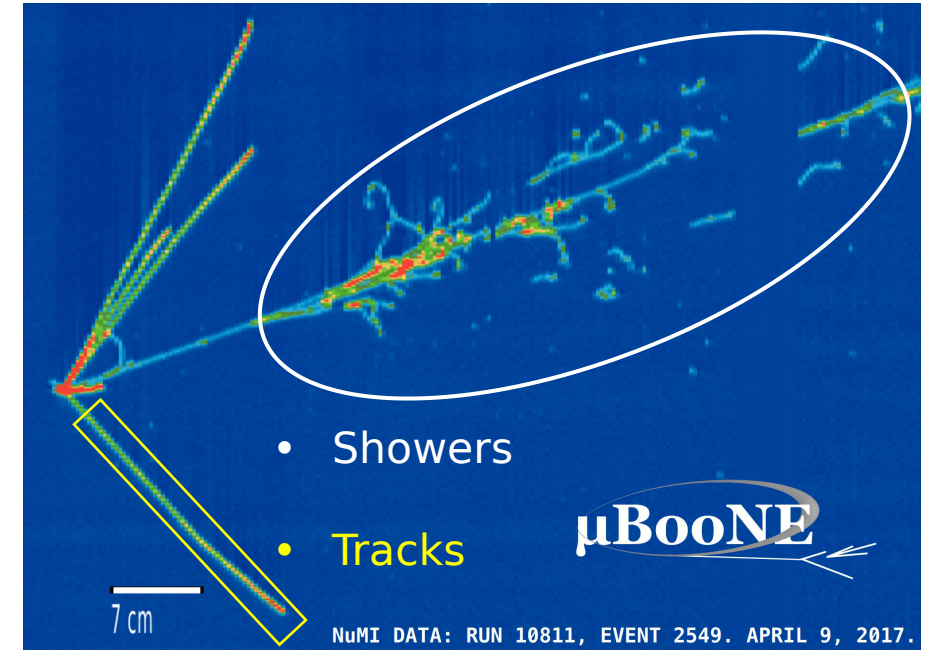 • Showers
• Tracks
µBooNE
7 cm
NuMI DATA: RUN 10811, EVENT 2549. APRIL 9, 2017.